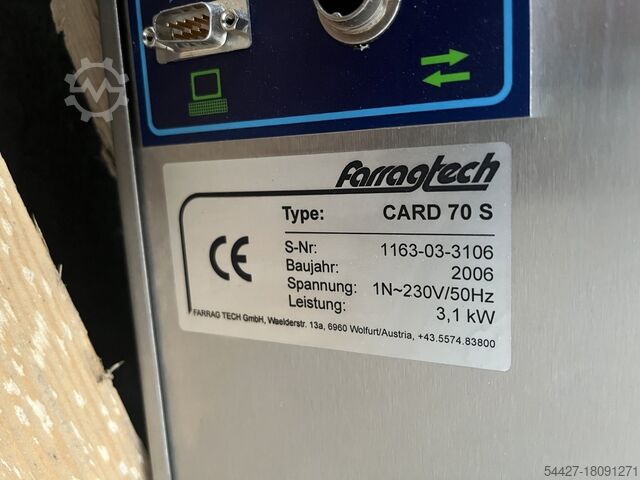 Farragtech
Type: CARD 70 S
S-Nr: 1163-03-3106
Baujahr: 2006
Spannung: 1N~230V/50Hz
Leistung: 3,1 kW
CE
FARRAG TECH GmbH, Waelderstr. 13a, 6960 Wolfurt/Austria, +43.5574.83800
54427-18091271